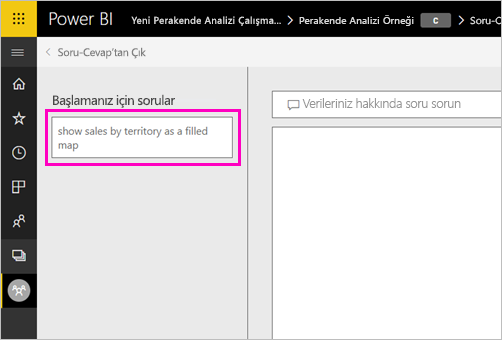 Power BI Yeni Perakende Analizi Çalışma... > Perakende Analizi Örneği C > Soru-C
< Soru-Cevap'tan Çık
Başlamanız için sorular
Verileriniz hakkında soru sorun
show sales by territory as a filled
map